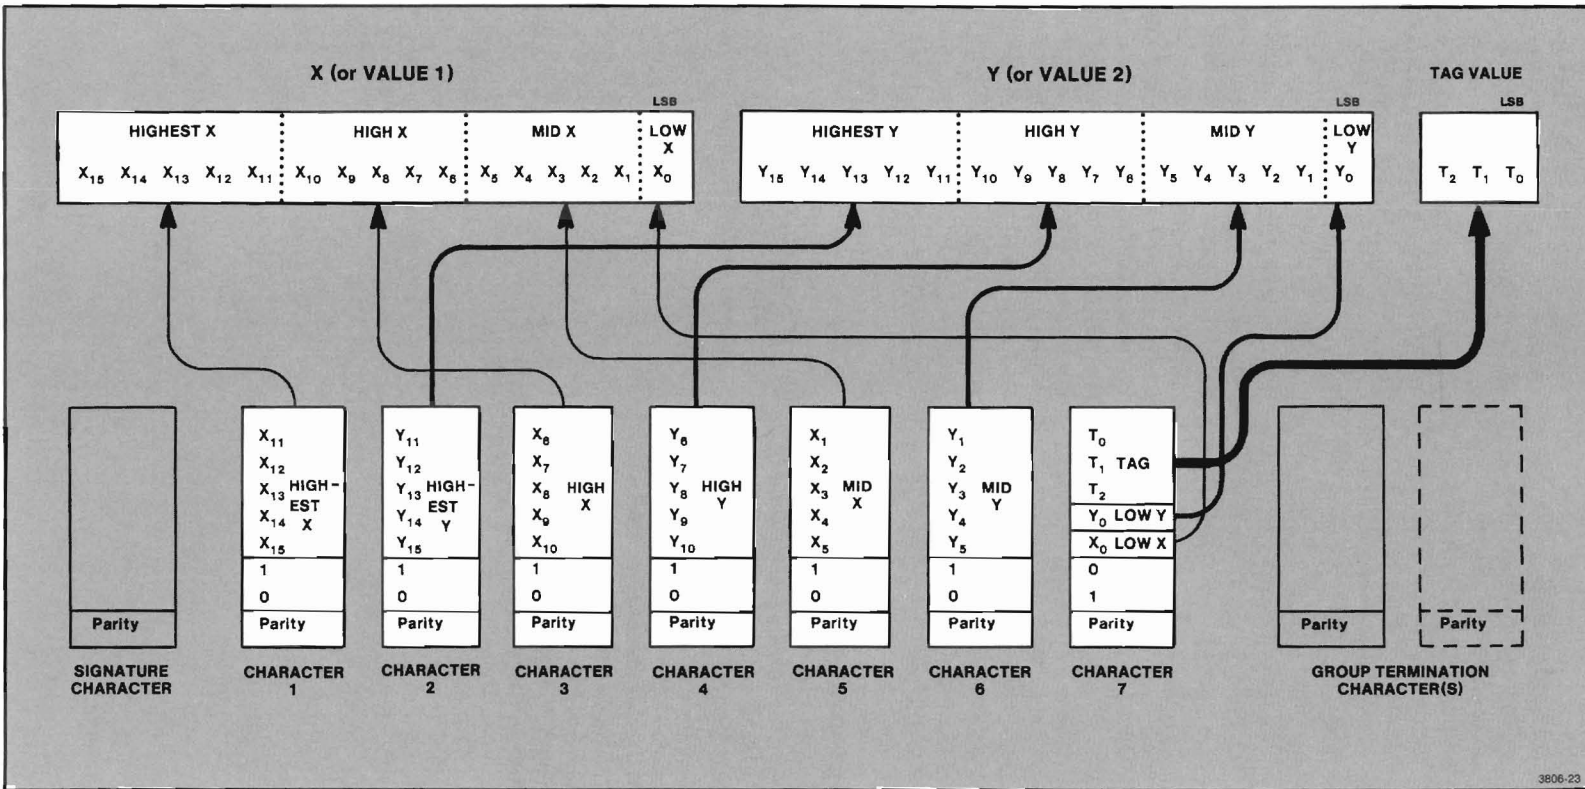 X (or VALUE 1)
Y (or VALUE 2)
TAG VALUE
LSB
LSB
LSB
HIGHEST X
HIGH X
MID X
LOW
X
X15 X14 X13 X12 X11
X10 X9 X8 X7 X6
X5 X4 X3 X2 X1
X0
HIGHEST Y
HIGH Y
MID Y
LOW
Y
Y15 Y14 Y13 Y12 Y11
Y10 Y9 Y8 Y7 Y6
Y5 Y4 Y3 Y2 Y1
Y0
T2 T1 T0
Parity
SIGNATURE
CHARACTER
X11
X12
X13 HIGH-
EST
X14 X
X15
1
0
Parity
CHARACTER
1
Y11
Y12
Y13 HIGH-
EST
Y14 Y
Y15
1
0
Parity
CHARACTER
2
X6
X7
X8 HIGH
X9 X
X10
1
0
Parity
CHARACTER
3
Y6
Y7
Y8 HIGH
Y9 Y
Y10
1
0
Parity
CHARACTER
4
X1
X2
X3 MID
X4 X
X5
1
0
Parity
CHARACTER
5
Y1
Y2
Y3 MID
Y4 Y
Y5
1
0
Parity
CHARACTER
6
T0
T1 TAG
T2
Y0 LOW Y
X0 LOW X
0
1
Parity
CHARACTER
7
Parity
Parity
GROUP TERMINATION
CHARACTER(S)
3806-23